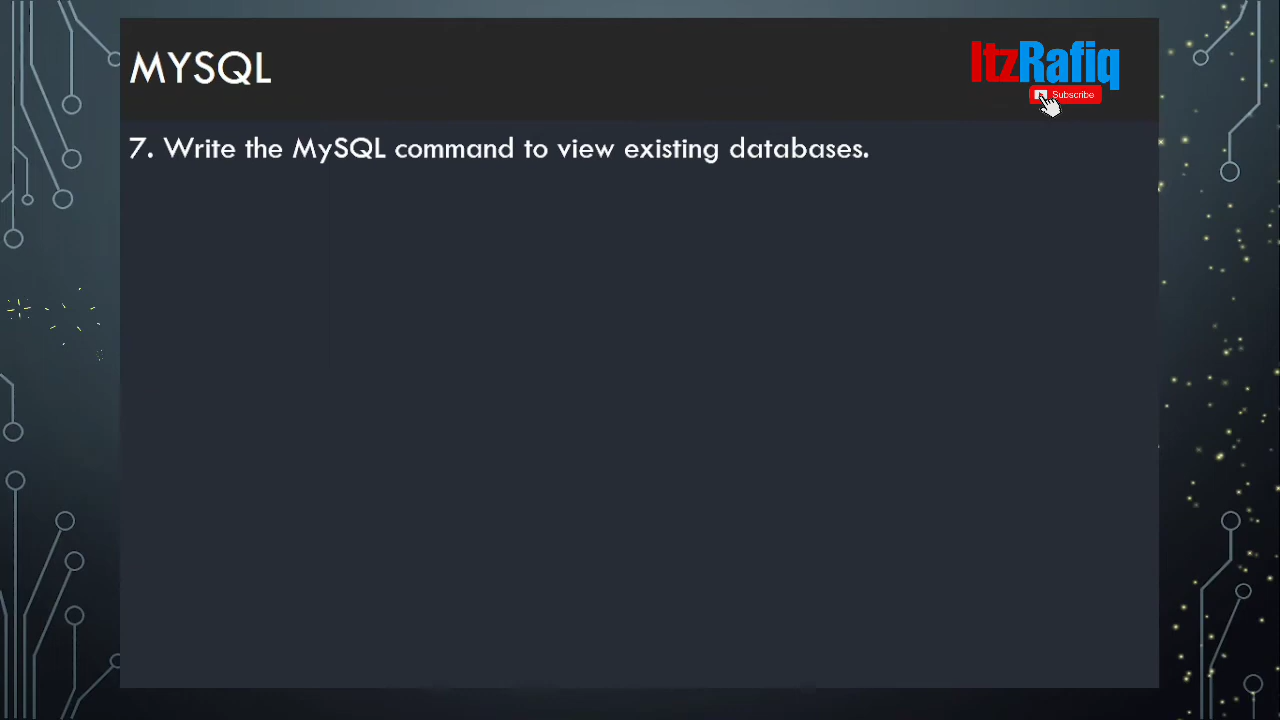 MYSQL
ItzRafiq
Subscribe
7. Write the MySQL command to view existing databases.